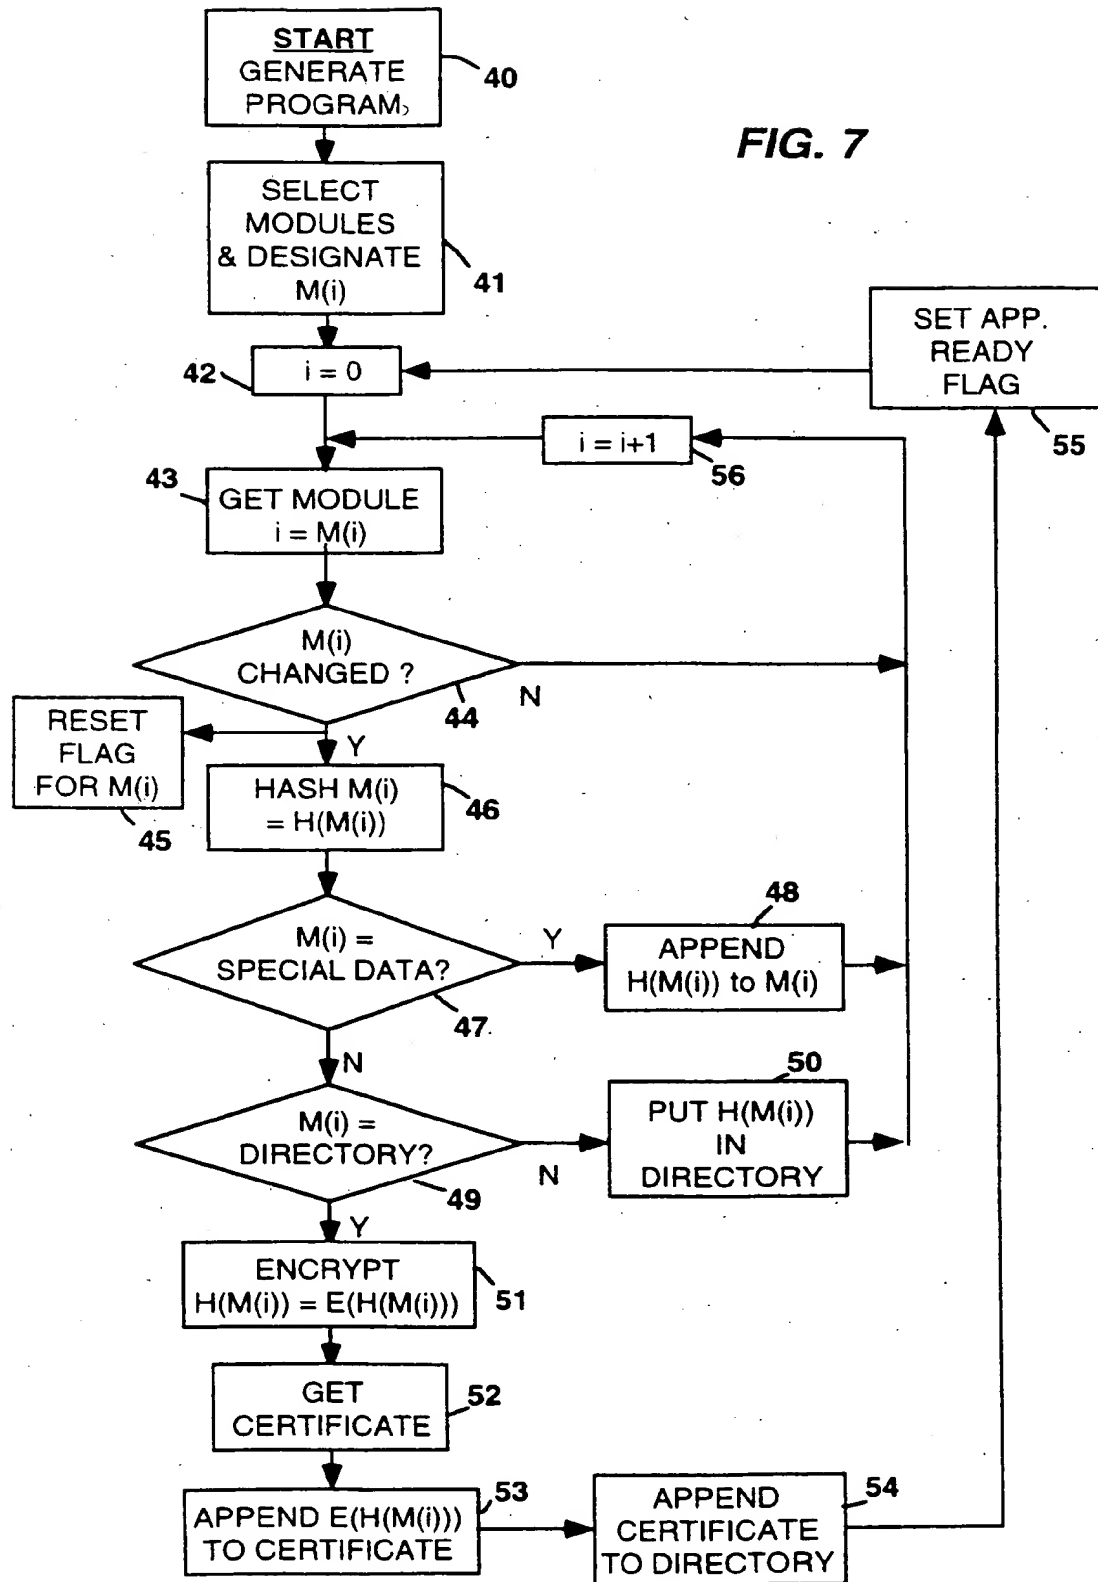 START
GENERATE
PROGRAM,
40
FIG. 7
SELECT
MODULES
& DESIGNATE
M(i)
41
SET APP.
READY
FLAG
55
42
i = 0
i = i+1
56
43
GET MODULE
i = M(i)
M(i)
CHANGED ?
44
N
RESET
FLAG
FOR M(i)
45
Y
HASH M(i)
= H(M(i))
46
M(i) =
SPECIAL DATA?
47
Y
48
APPEND
H(M(i)) to M(i)
N
M(i) =
DIRECTORY?
49
N
50
PUT H(M(i))
IN
DIRECTORY
Y
ENCRYPT
H(M(i)) = E(H(M(i)))
51
GET
CERTIFICATE
52
APPEND E(H(M(i)))
TO CERTIFICATE
53
APPEND
CERTIFICATE
TO DIRECTORY
54